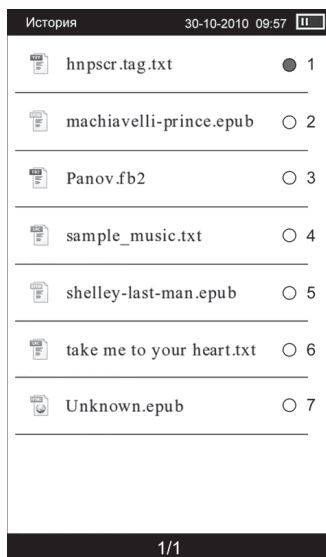 История 30-10-2010 09:57
hnpscr.tag.txt 1
machiavelli-prince.epub 2
Panov.fb2 3
sample_music.txt 4
shelley-last-man.epub 5
take me to your heart.txt 6
Unknown.epub 7
1/1